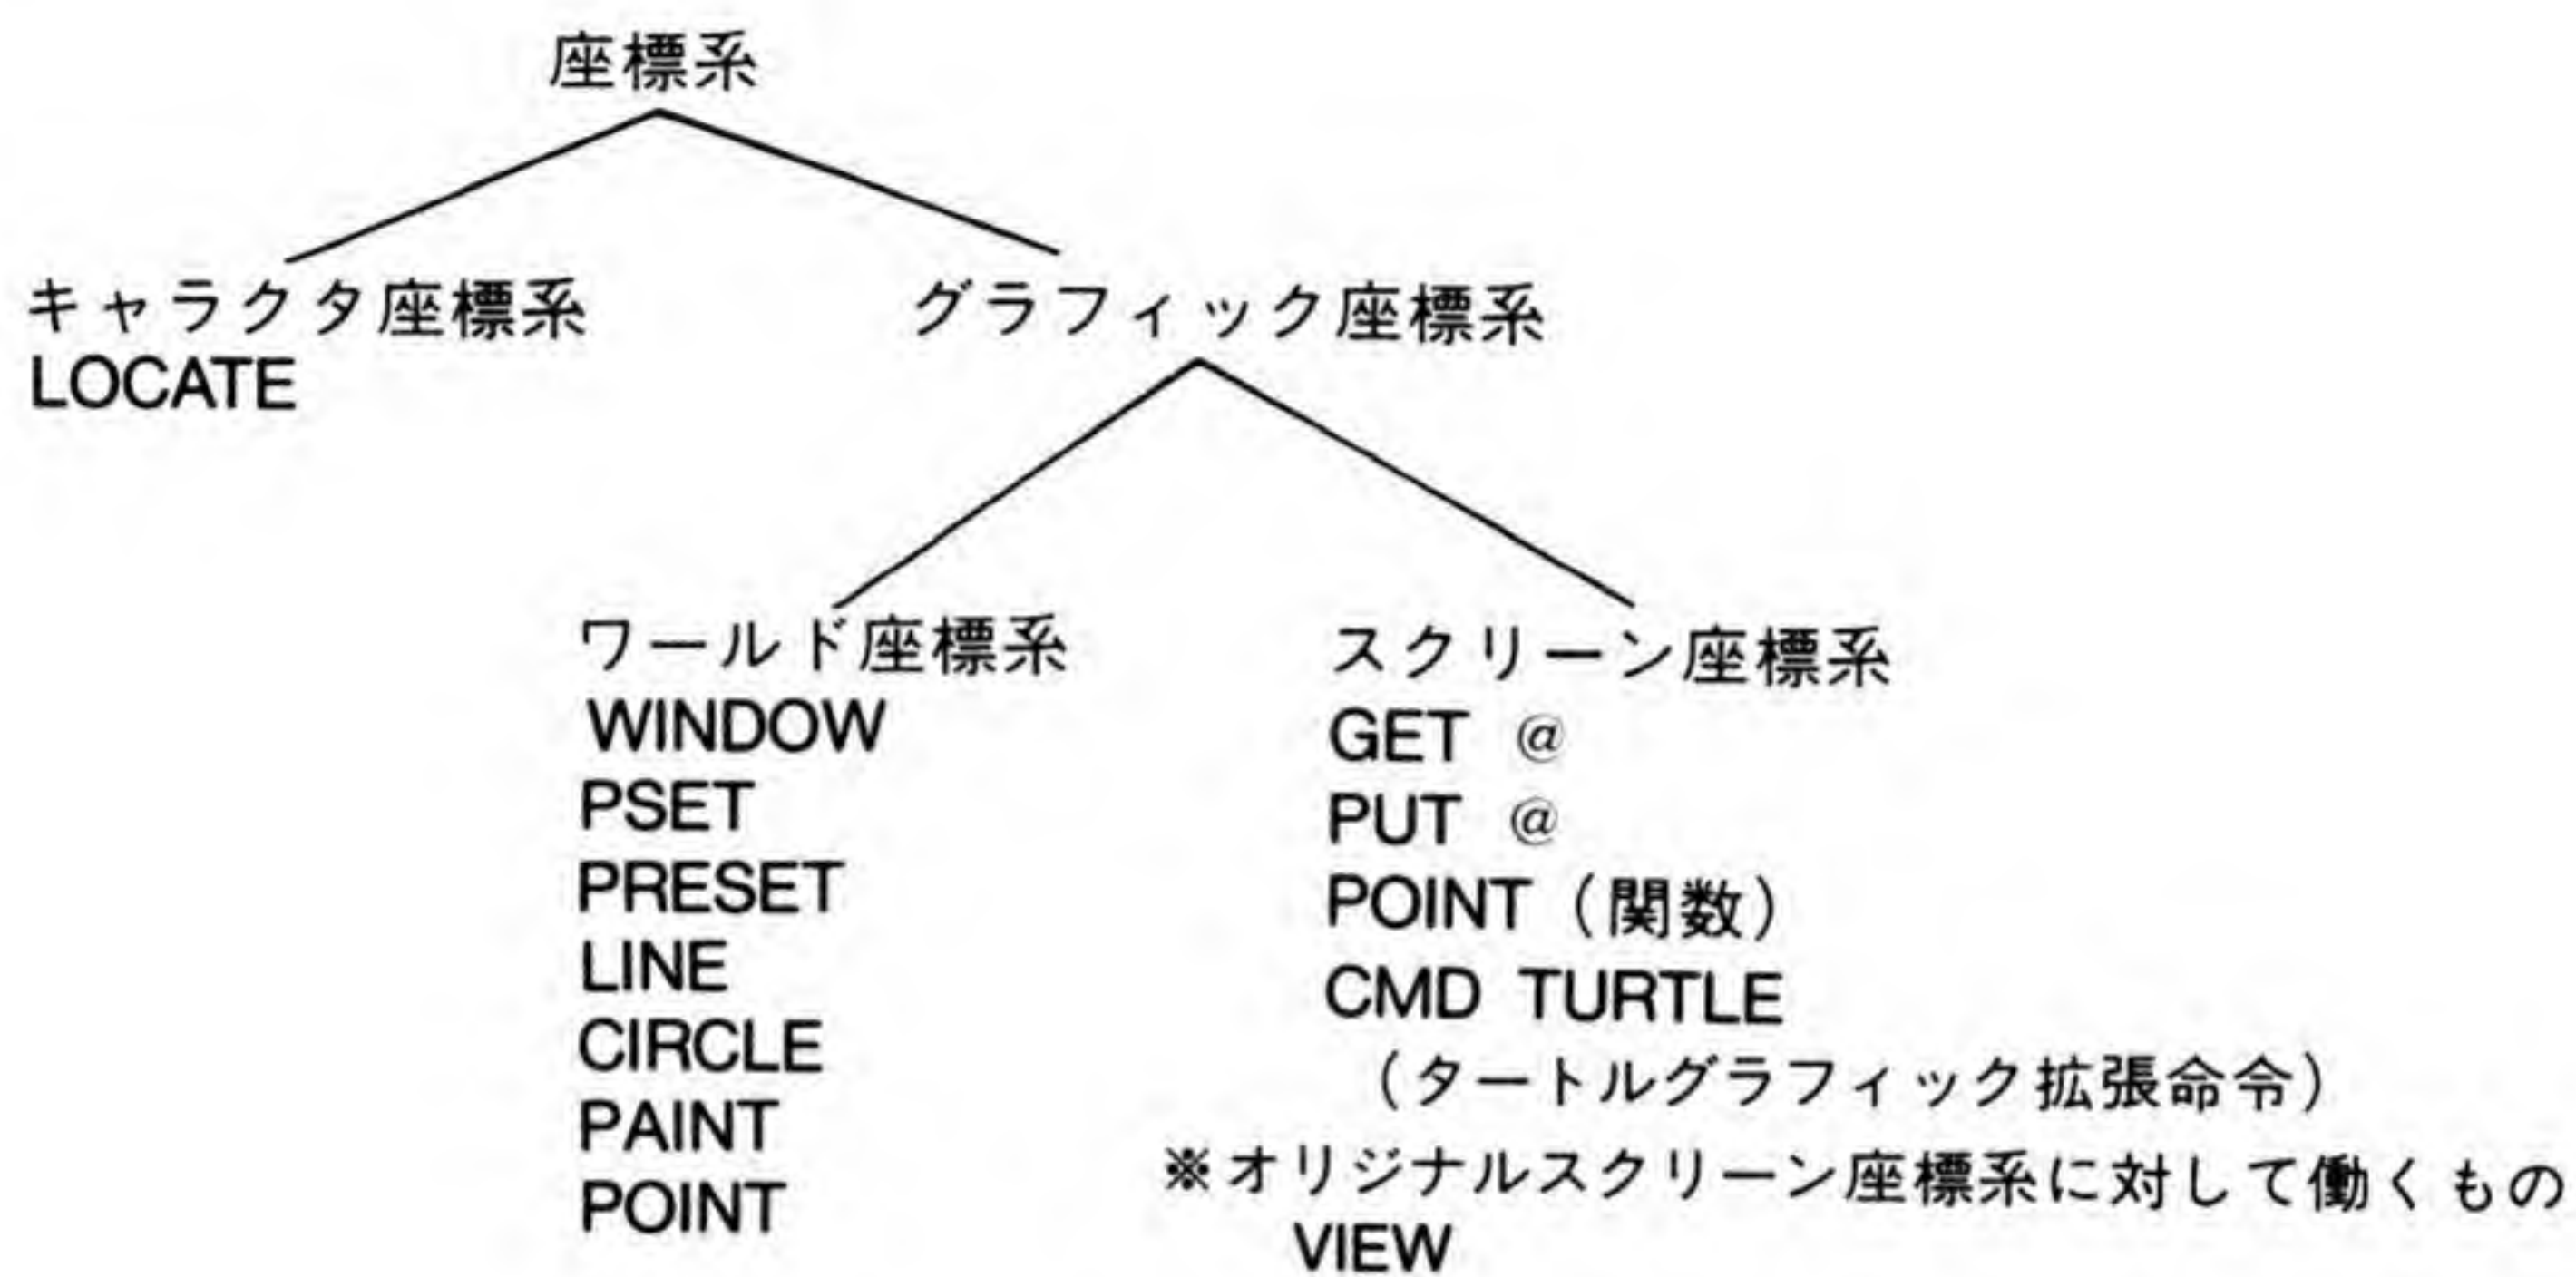 座標系
キャラクタ座標系
LOCATE
グラフィック座標系
ワールド座標系
WINDOW
PSET
PRESET
LINE
CIRCLE
PAINT
POINT
スクリーン座標系
GET @
PUT @
POINT（関数）
CMD TURTLE
（タートルグラフィック拡張命令）
※オリジナルスクリーン座標系に対して働くもの
VIEW